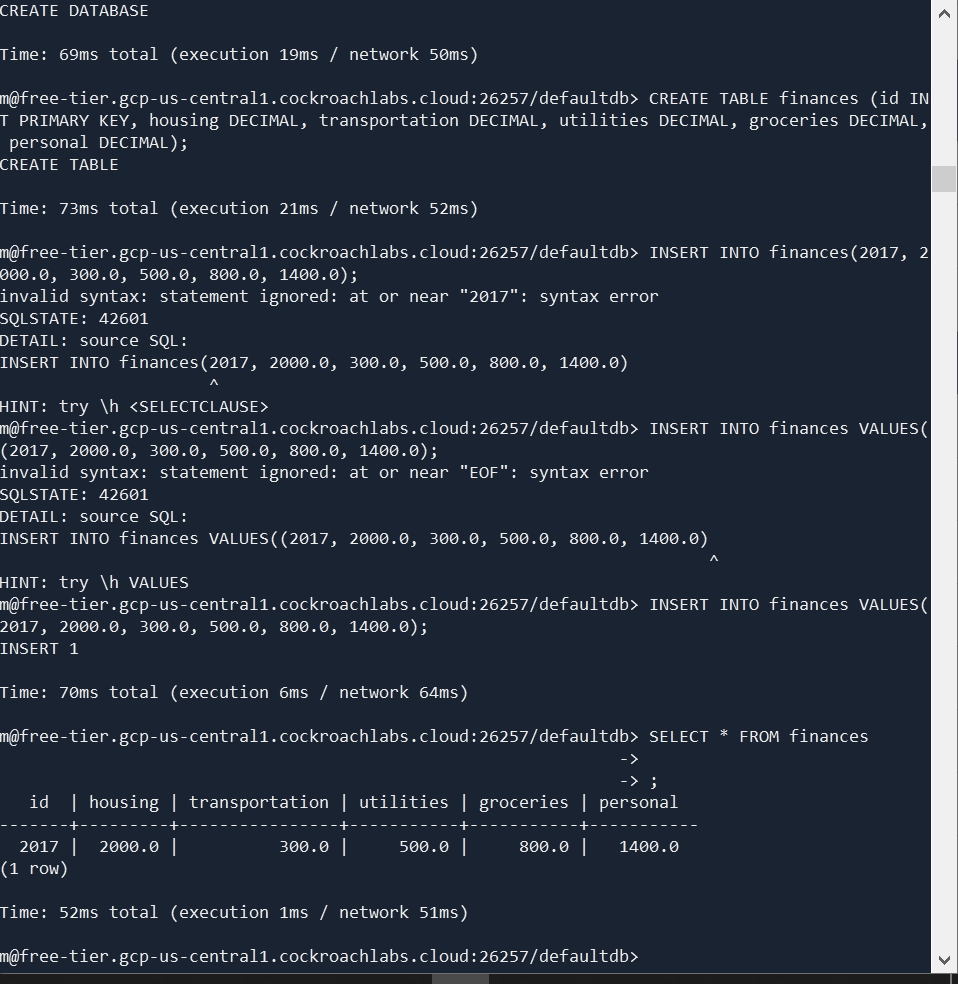 CREATE DATABASE
Time: 69ms total (execution 19ms / network 50ms)
m@free-tier.gcp-us-central1.cockroachlabs.cloud:26257/defaultdb> CREATE TABLE finances (id IN
T PRIMARY KEY, housing DECIMAL, transportation DECIMAL, utilities DECIMAL, groceries DECIMAL,
personal DECIMAL);
CREATE TABLE
Time: 73ms total (execution 21ms / network 52ms)
m@free-tier.gcp-us-central1.cockroachlabs.cloud:26257/defaultdb> INSERT INTO finances(2017, 2
000.0, 300.0, 500.0, 800.0, 1400.0);
invalid syntax: statement ignored: at or near "2017": syntax error
SQLSTATE: 42601
DETAIL: source SQL:
INSERT INTO finances(2017, 2000.0, 300.0, 500.0, 800.0, 1400.0)
^
HINT: try \h <SELECTCLAUSE>
m@free-tier.gcp-us-central1.cockroachlabs.cloud:26257/defaultdb> INSERT INTO finances VALUES(
(2017, 2000.0, 300.0, 500.0, 800.0, 1400.0);
invalid syntax: statement ignored: at or near "EOF": syntax error
SQLSTATE: 42601
DETAIL: source SQL:
INSERT INTO finances VALUES((2017, 2000.0, 300.0, 500.0, 800.0, 1400.0)
^
HINT: try \h VALUES
m@free-tier.gcp-us-central1.cockroachlabs.cloud:26257/defaultdb> INSERT INTO finances VALUES(
2017, 2000.0, 300.0, 500.0, 800.0, 1400.0);
INSERT 1
Time: 70ms total (execution 6ms / network 64ms)
m@free-tier.gcp-us-central1.cockroachlabs.cloud:26257/defaultdb> SELECT * FROM finances
->
-> ;
id | housing | transportation | utilities | groceries | personal
-------+---------+----------------+-----------+-----------+-----------
2017 | 2000.0 | 300.0 | 500.0 | 800.0 | 1400.0
(1 row)
Time: 52ms total (execution 1ms / network 51ms)
m@free-tier.gcp-us-central1.cockroachlabs.cloud:26257/defaultdb>